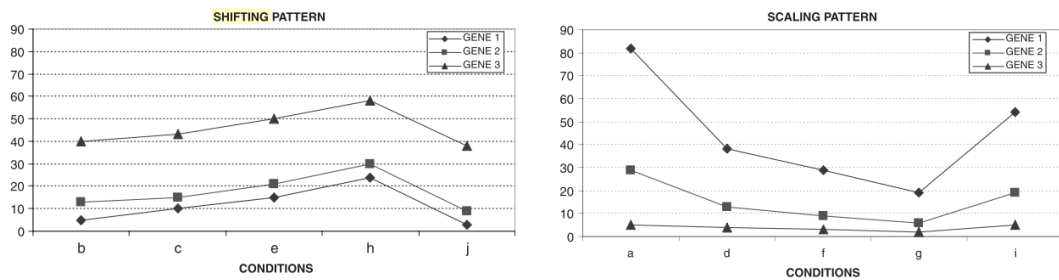 SHIFTING PATTERN
90
80
70
60
50
40
30
20
10
0
GENE 1
GENE 2
GENE 3
b c e h j
CONDITIONS
SCALING PATTERN
90
80
70
60
50
40
30
20
10
0
GENE 1
GENE 2
GENE 3
a d f g i
CONDITIONS